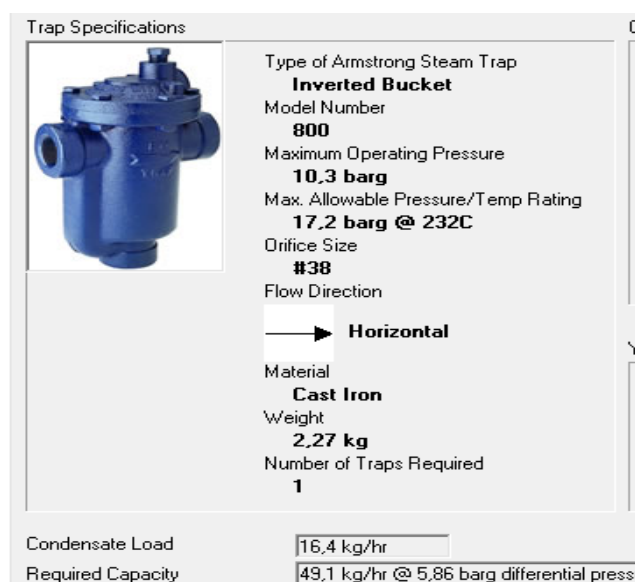 Trap Specifications
Type of Armstrong Steam Trap
Inverted Bucket
Model Number
800
Maximum Operating Pressure
10,3 barg
Max. Allowable Pressure/Temp Rating
17,2 barg @ 232C
Orifice Size
#38
Flow Direction
Horizontal
Material
Cast Iron
Weight
2,27 kg
Number of Traps Required
1
Condensate Load
16,4 kg/hr
Required Capacity
49,1 kg/hr @ 5,86 barg differential press